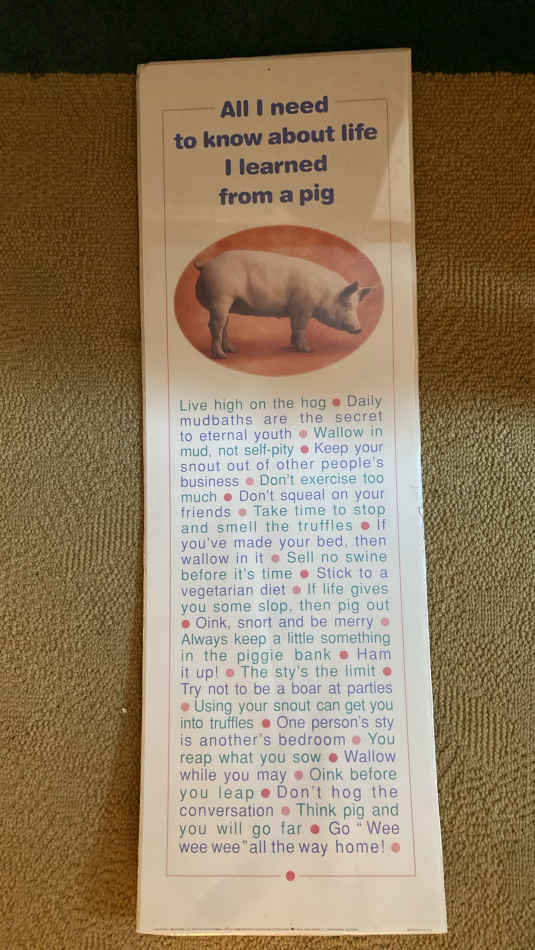 All I need
to know about life
I learned
from a pig
Live high on the hog ● Daily
mudbaths are the secret
to eternal youth ● Wallow in
mud, not self-pity ● Keep your
snout out of other people's
business ● Don't exercise too
much ● Don't squeal on your
friends ● Take time to stop
and smell the truffles ● If
you've made your bed, then
wallow in it ● Sell no swine
before it's time ● Stick to a
vegetarian diet ● If life gives
you some slop, then pig out
● Oink, snort and be merry ●
Always keep a little something
in the piggie bank ● Ham
it up! ● The sty's the limit ●
Try not to be a boar at parties
● Using your snout can get you
into truffles ● One person's sty
is another's bedroom ● You
reap what you sow ● Wallow
while you may ● Oink before
you leap ● Don't hog the
conversation ● Think pig and
you will go far ● Go "Wee
wee wee" all the way home! ●